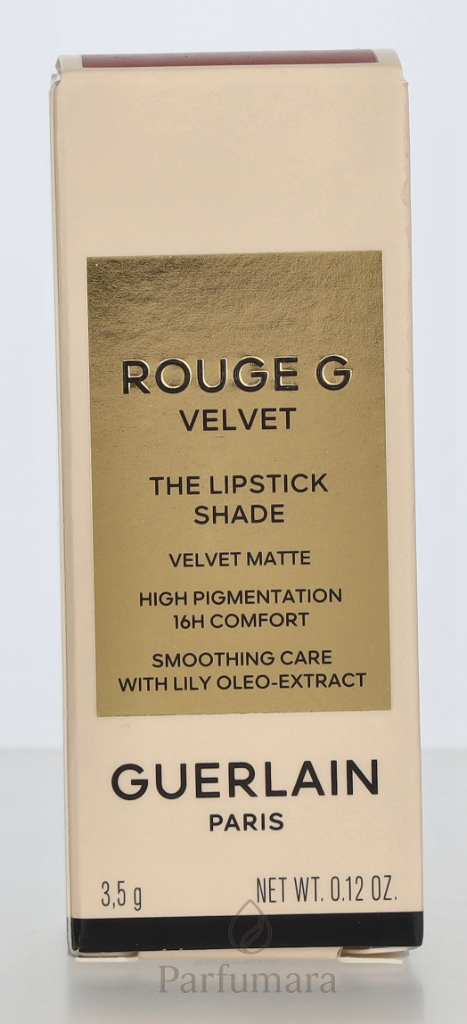 ROUGE G
VELVET
THE LIPSTICK
SHADE
VELVET MATTE
HIGH PIGMENTATION
16H COMFORT
SMOOTHING CARE
WITH LILY OLEO-EXTRACT
GUERLAIN
PARIS
3,5 g NET WT. 0.12 OZ.
Parfumara